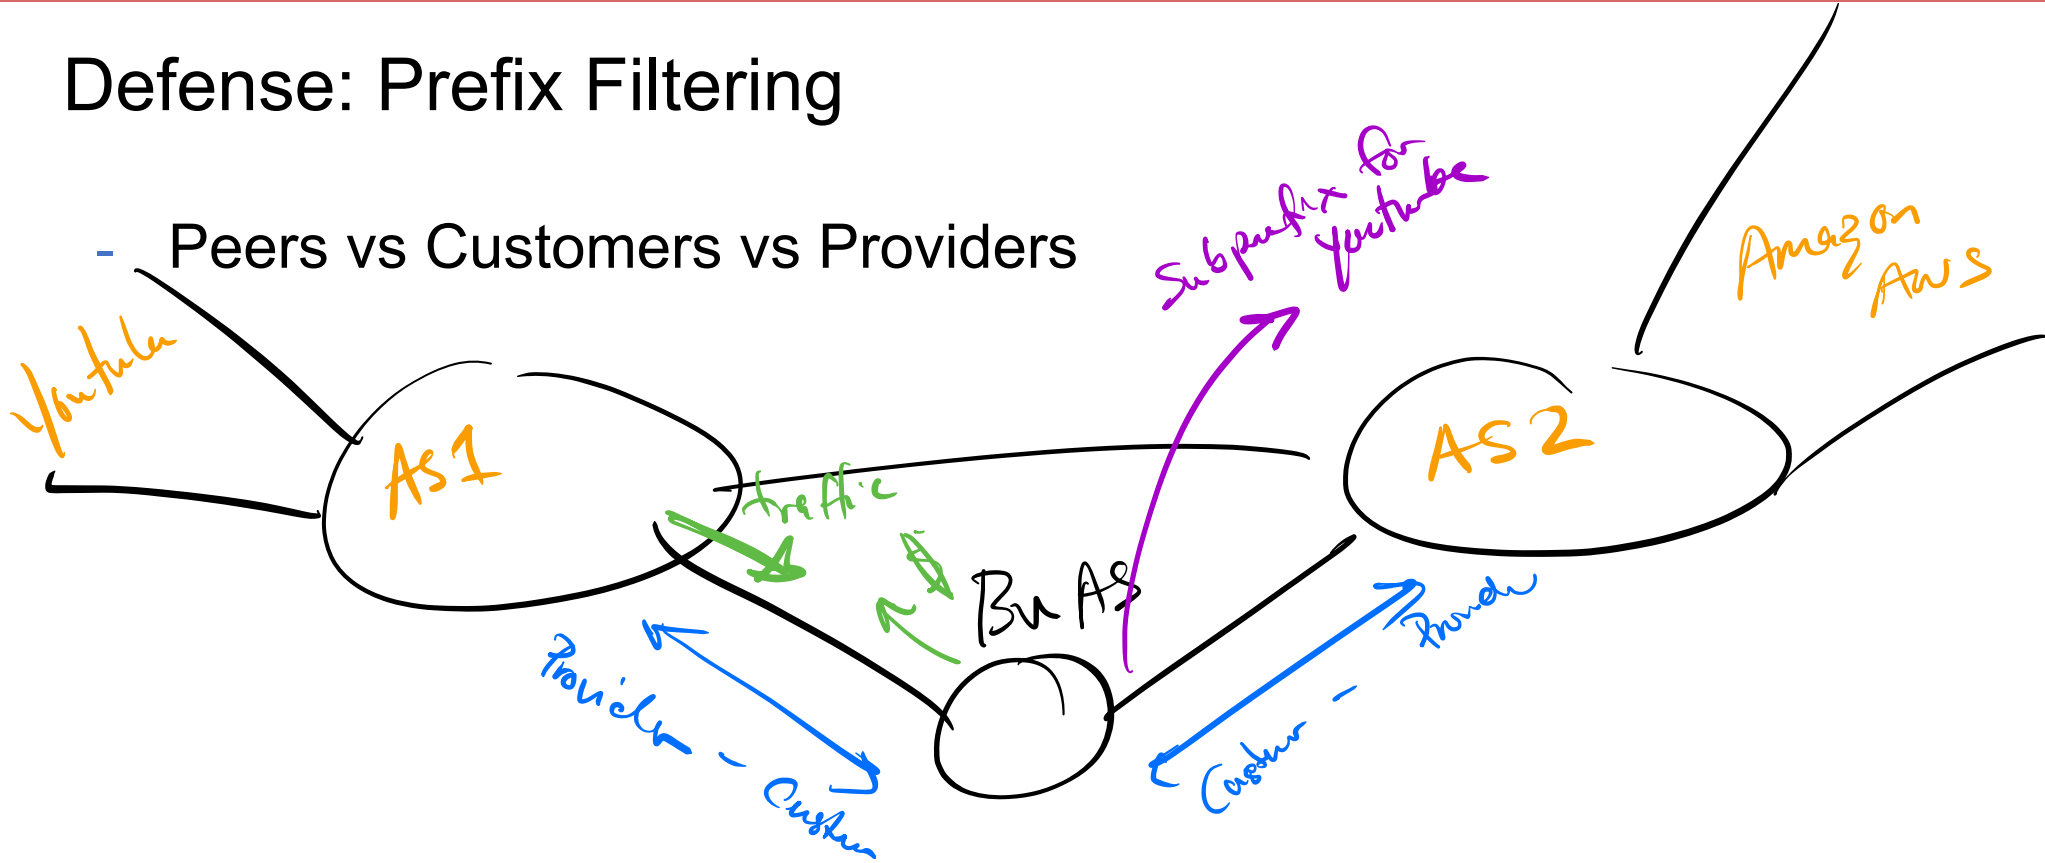 Defense: Prefix Filtering
- Peers vs Customers vs Providers
Subprefix for
youtube
Amazon
AWS
Youtube
AS1
AS2
traffic
Bu AS
Provider - Custom
Customer -
Provider